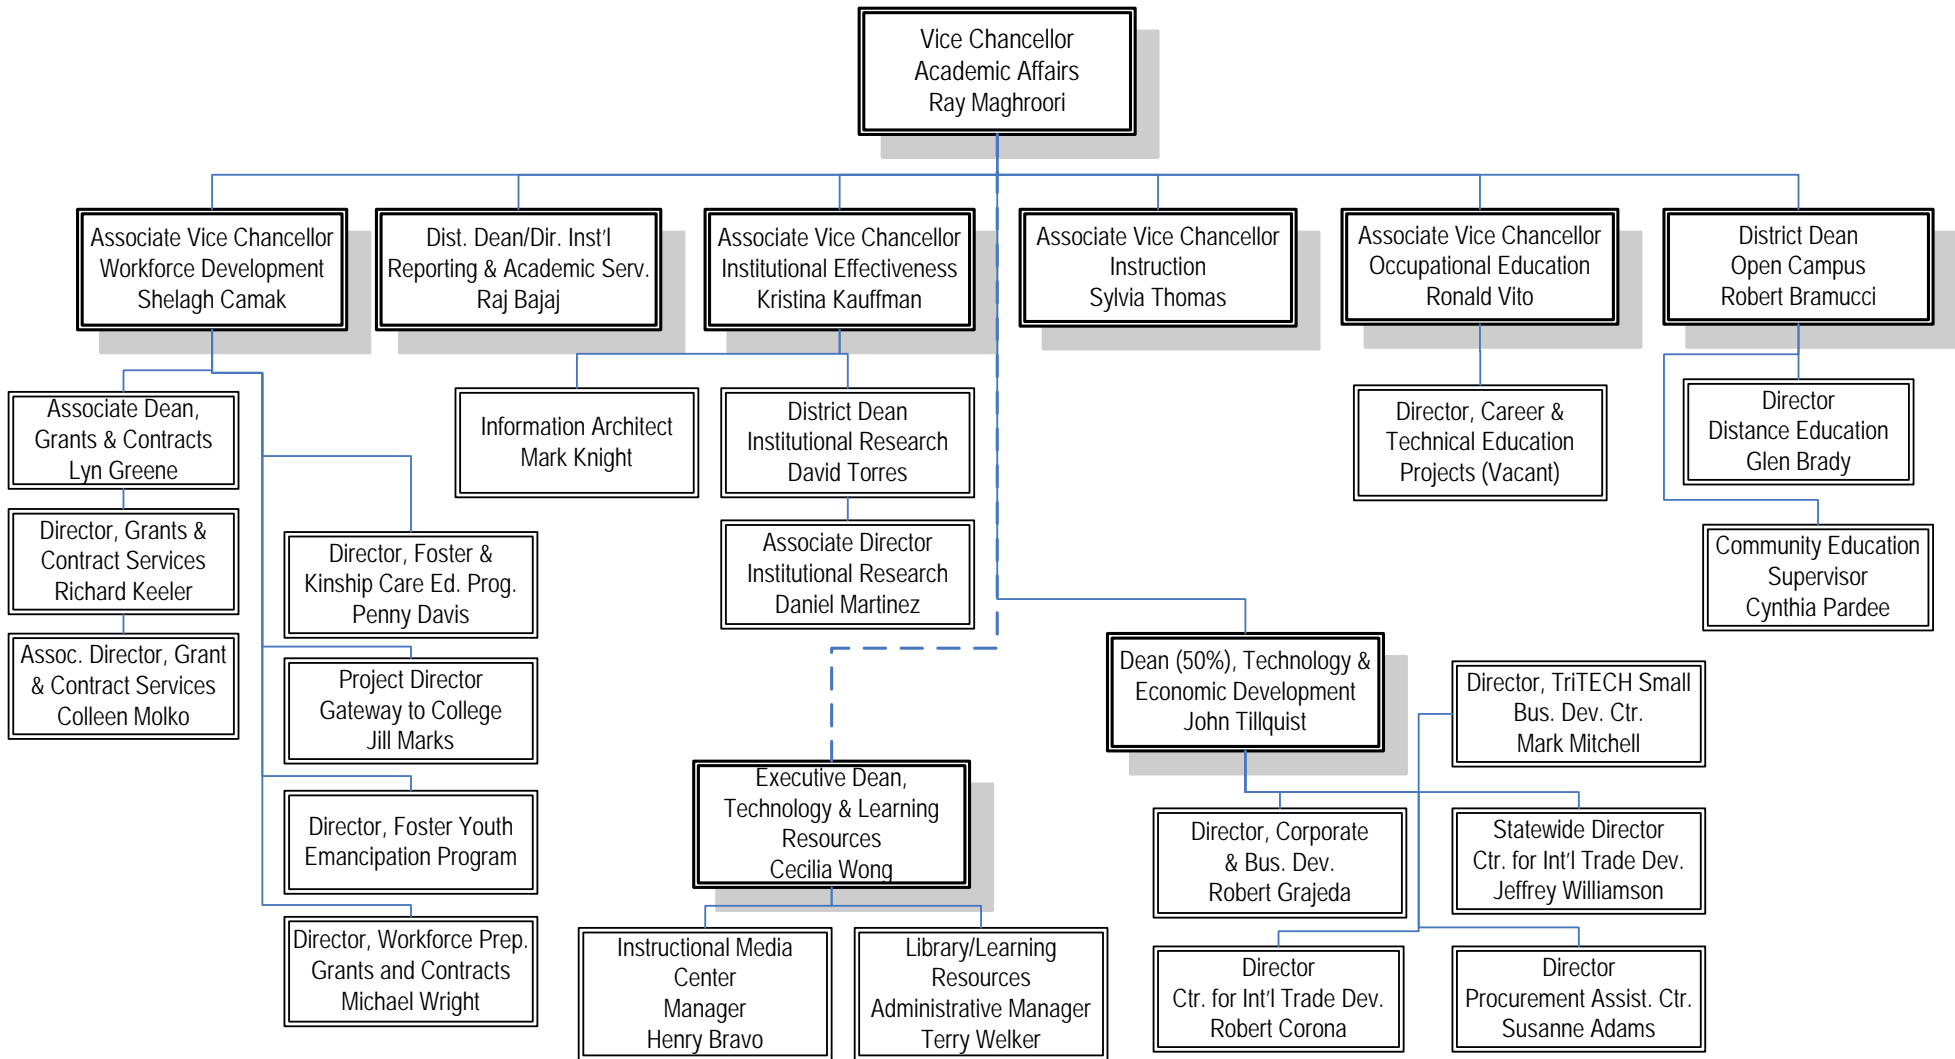 Vice Chancellor
Academic Affairs
Ray Maghroori
Associate Vice Chancellor
Workforce Development
Shelagh Camak
Dist. Dean/Dir. Inst'l
Reporting & Academic Serv.
Raj Bajaj
Associate Vice Chancellor
Institutional Effectiveness
Kristina Kauffman
Associate Vice Chancellor
Instruction
Sylvia Thomas
Associate Vice Chancellor
Occupational Education
Ronald Vito
District Dean
Open Campus
Robert Bramucci
Associate Dean,
Grants & Contracts
Lyn Greene
Information Architect
Mark Knight
District Dean
Institutional Research
David Torres
Director, Career &
Technical Education
Projects (Vacant)
Director
Distance Education
Glen Brady
Director, Grants &
Contract Services
Richard Keeler
Director, Foster &
Kinship Care Ed. Prog.
Penny Davis
Associate Director
Institutional Research
Daniel Martinez
Community Education
Supervisor
Cynthia Pardee
Assoc. Director, Grant
& Contract Services
Colleen Molko
Project Director
Gateway to College
Jill Marks
Dean (50%), Technology &
Economic Development
John Tillquist
Director, TriTECH Small
Bus. Dev. Ctr.
Mark Mitchell
Director, Foster Youth
Emancipation Program
Executive Dean,
Technology & Learning
Resources
Cecilia Wong
Director, Corporate
& Bus. Dev.
Robert Grajeda
Statewide Director
Ctr. for Int'l Trade Dev.
Jeffrey Williamson
Director, Workforce Prep.
Grants and Contracts
Michael Wright
Instructional Media
Center
Manager
Henry Bravo
Library/Learning
Resources
Administrative Manager
Terry Welker
Director
Ctr. for Int'l Trade Dev.
Robert Corona
Director
Procurement Assist. Ctr.
Susanne Adams